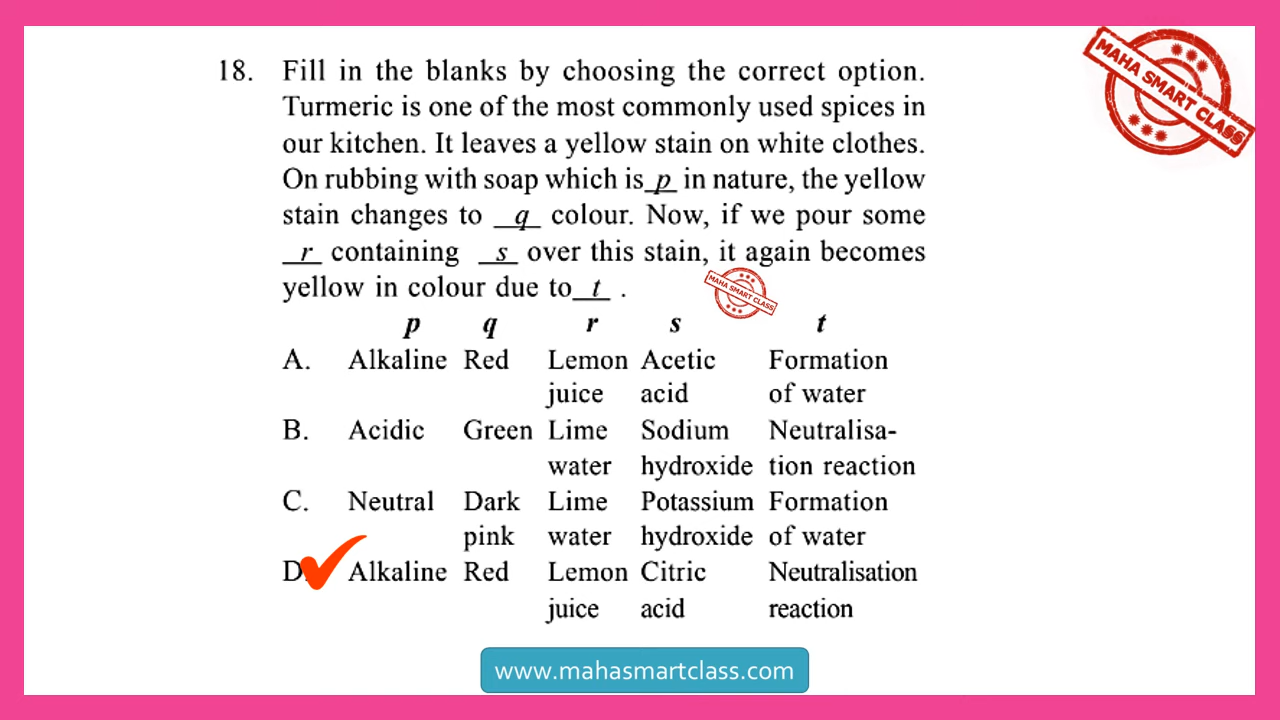 MAHA SMART CLASS
18. Fill in the blanks by choosing the correct option.
Turmeric is one of the most commonly used spices in
our kitchen. It leaves a yellow stain on white clothes.
On rubbing with soap which is p in nature, the yellow
stain changes to q colour. Now, if we pour some
r containing s over this stain, it again becomes
yellow in colour due to t .
MAHA SMART CLASS
p q r s t
A. Alkaline Red Lemon Acetic Formation
juice acid of water
B. Acidic Green Lime Sodium Neutralisa-
water hydroxide tion reaction
C. Neutral Dark Lime Potassium Formation
pink water hydroxide of water
D. Alkaline Red Lemon Citric Neutralisation
juice acid reaction
www.mahasmartclass.com